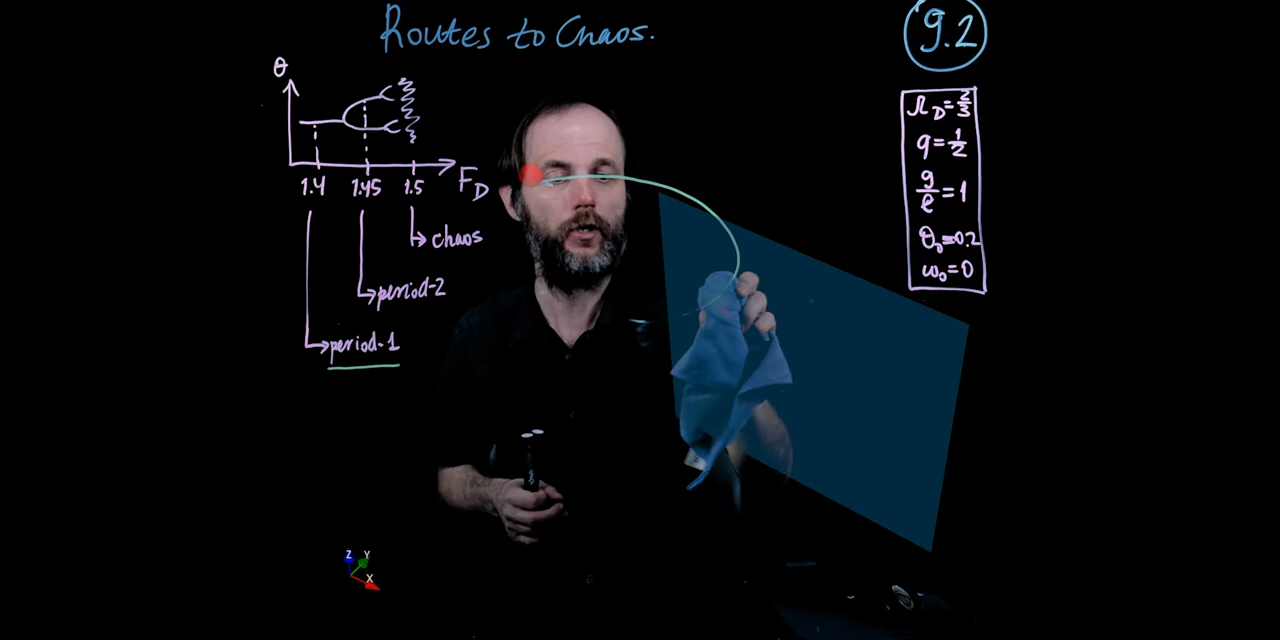 Routes to Chaos.
9.2
θ
1.4 1.45 1.5 F_D
chaos
period-2
period-1
Ω_D=2/3
q=1/2
g/ℓ=1
θ₀=0.2
ω₀=0
Z Y
X